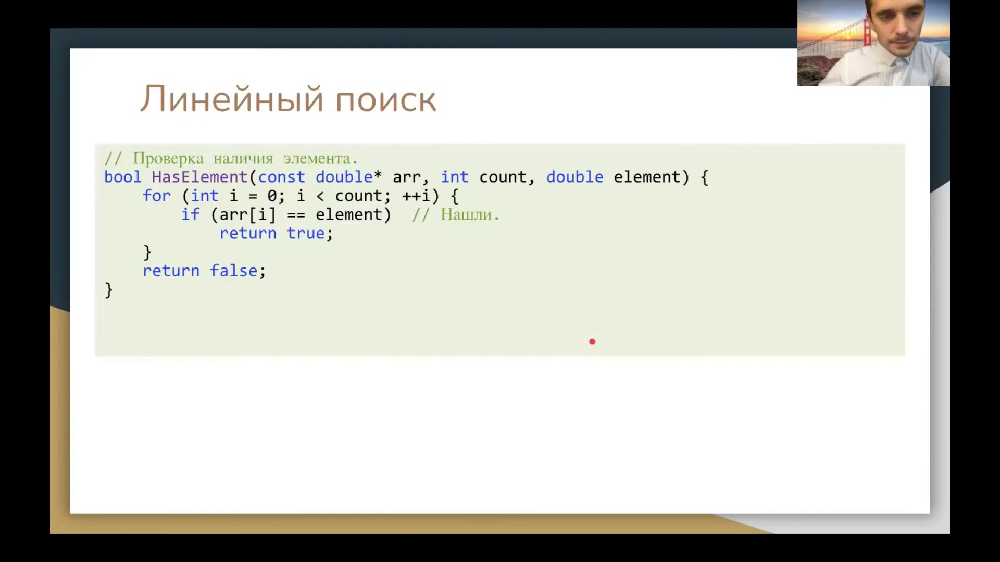 Линейный поиск
// Проверка наличия элемента.
bool HasElement(const double* arr, int count, double element) {
    for (int i = 0; i < count; ++i) {
        if (arr[i] == element)  // Нашли.
            return true;
    }
    return false;
}